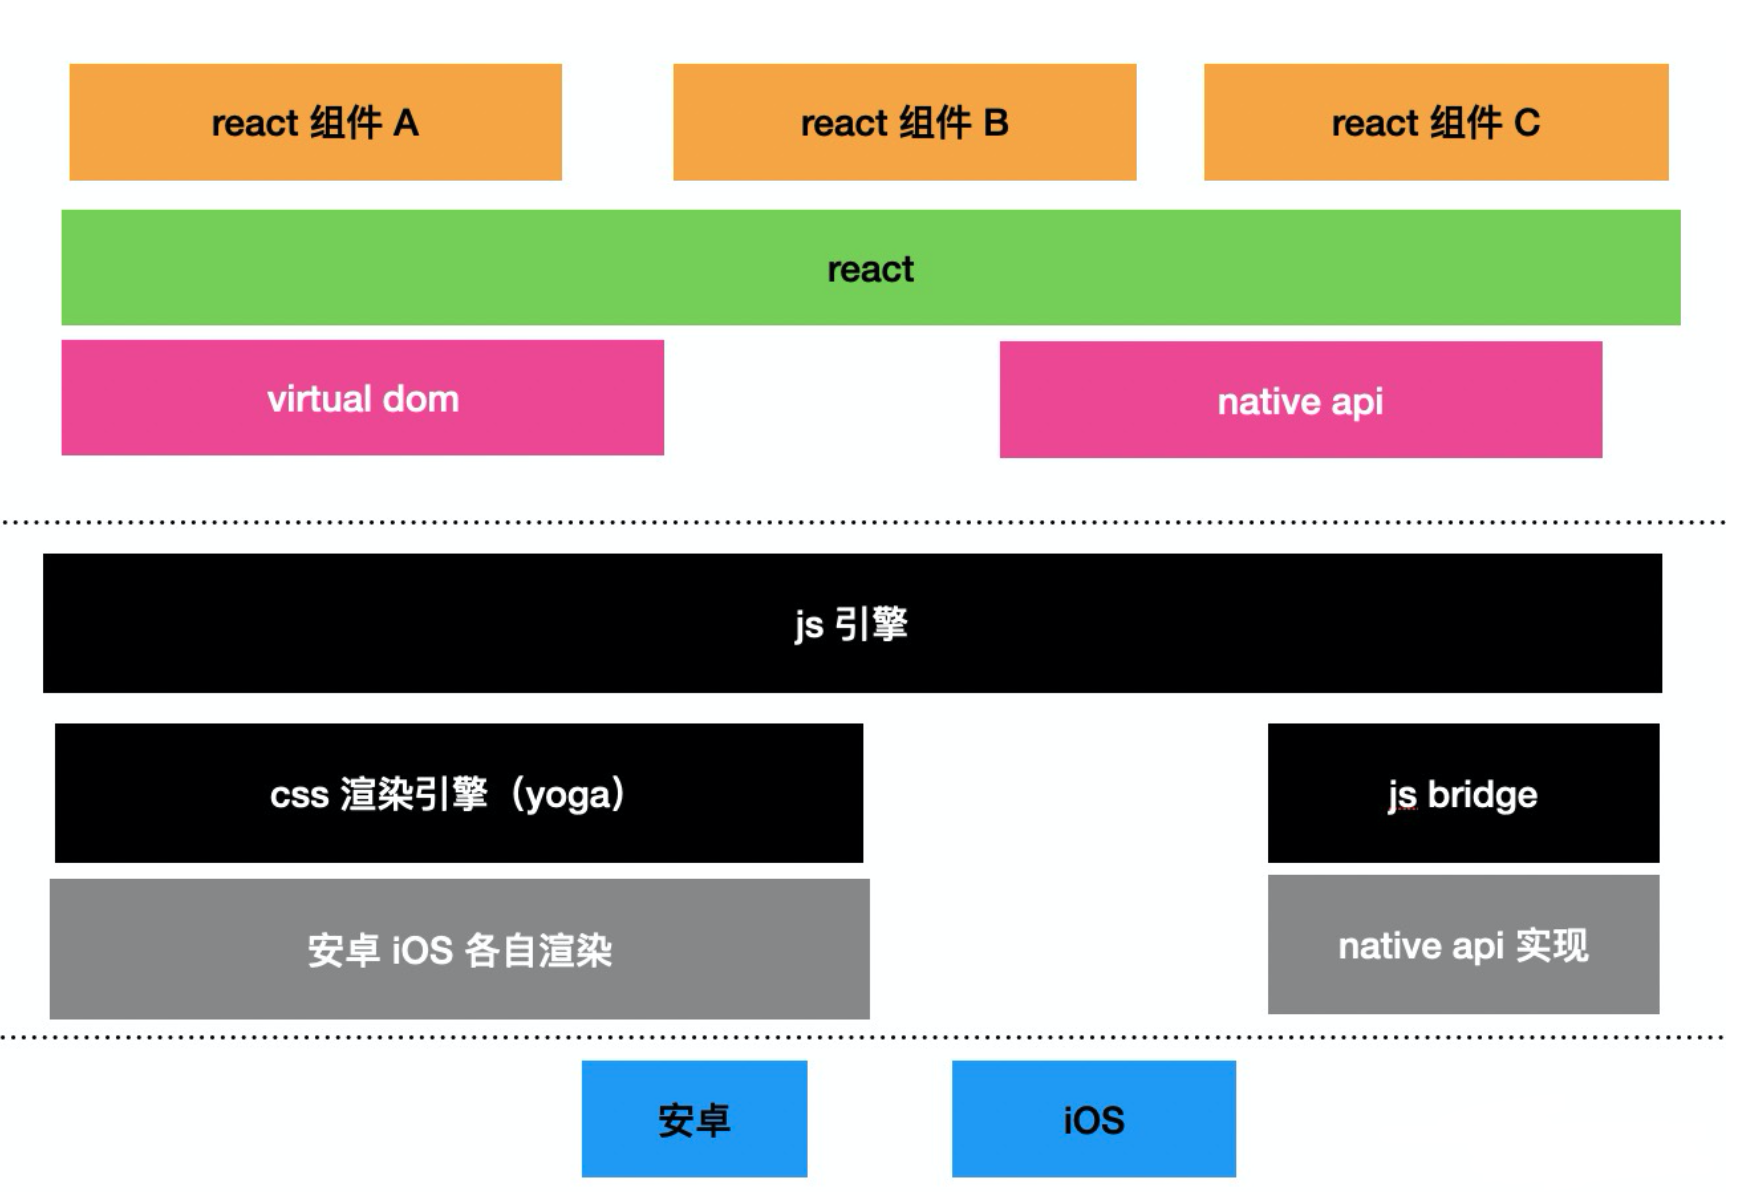 react 组件 A
react 组件 B
react 组件 C
react
virtual dom
native api
js 引擎
css 渲染引擎（yoga）
js bridge
安卓 iOS 各自渲染
native api 实现
安卓
iOS